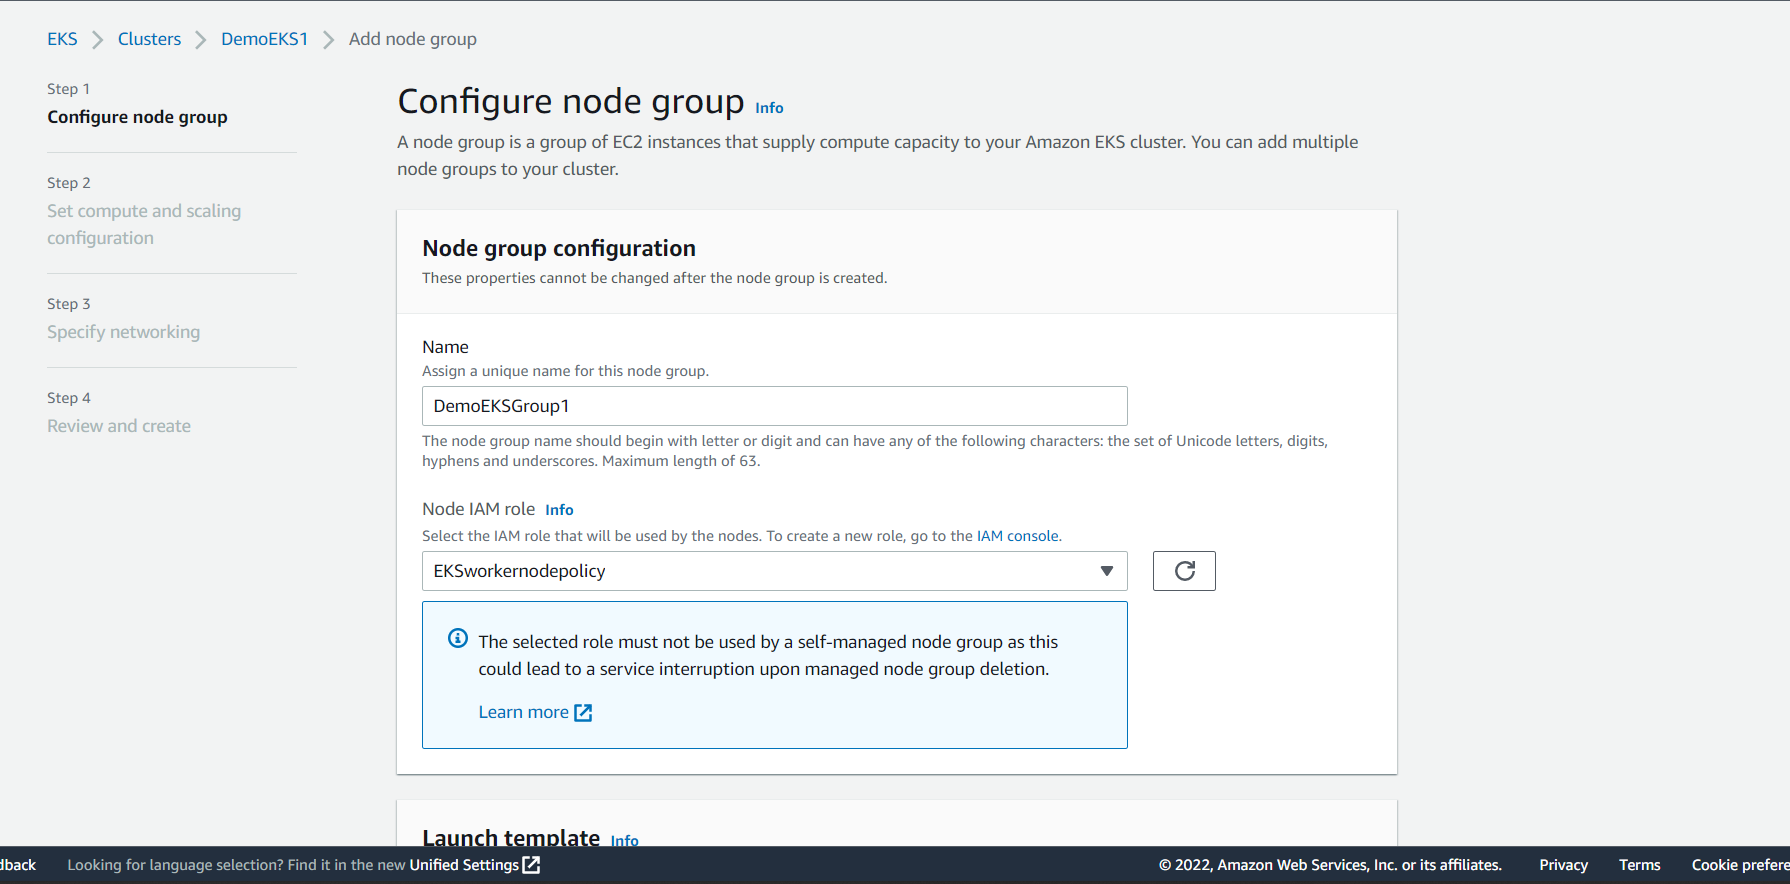 EKS > Clusters > DemoEKS1 > Add node group
Step 1
Configure node group
Step 2
Set compute and scaling
configuration
Step 3
Specify networking
Step 4
Review and create
Configure node group Info
A node group is a group of EC2 instances that supply compute capacity to your Amazon EKS cluster. You can add multiple
node groups to your cluster.
Node group configuration
These properties cannot be changed after the node group is created.
Name
Assign a unique name for this node group.
DemoEKSGroup1
The node group name should begin with letter or digit and can have any of the following characters: the set of Unicode letters, digits,
hyphens and underscores. Maximum length of 63.
Node IAM role Info
Select the IAM role that will be used by the nodes. To create a new role, go to the IAM console.
EKSworkernodepolicy
The selected role must not be used by a self-managed node group as this
could lead to a service interruption upon managed node group deletion.
Learn more
Launch template Info
dback Looking for language selection? Find it in the new Unified Settings © 2022, Amazon Web Services, Inc. or its affiliates. Privacy Terms Cookie prefere